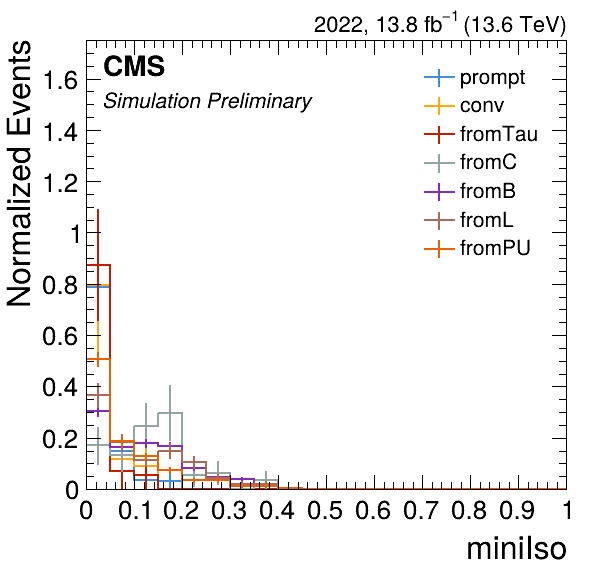 2022, 13.8 fb⁻¹ (13.6 TeV)
CMS
Simulation Preliminary
prompt
conv
fromTau
fromC
fromB
fromL
fromPU
Normalized Events
1.6
1.4
1.2
1
0.8
0.6
0.4
0.2
0
0 0.1 0.2 0.3 0.4 0.5 0.6 0.7 0.8 0.9 1
miniIso